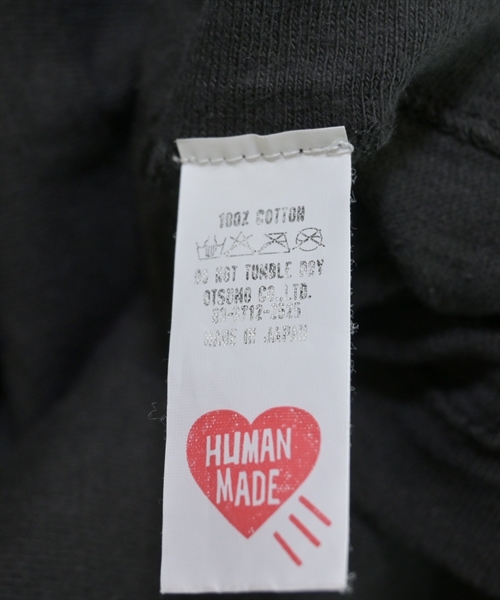 100% COTTON
DO NOT TUMBLE DRY
OTSUMO CO., LTD.
MADE IN JAPAN
HUMAN
MADE